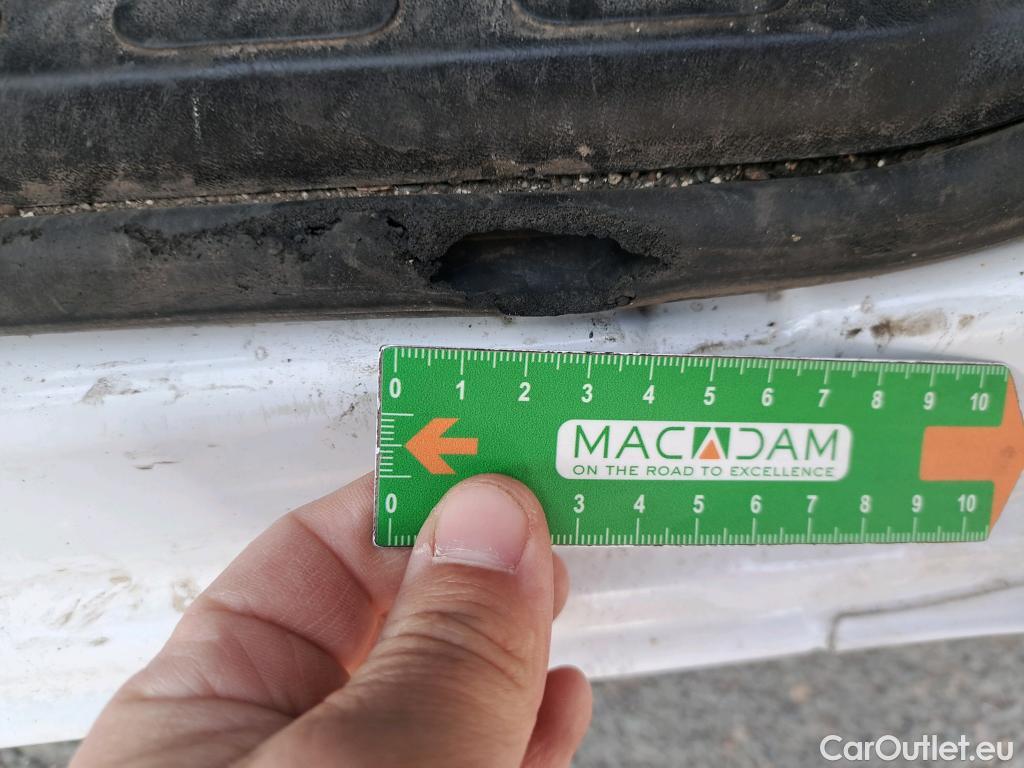 0 1 2 3 4 5 6 7 8 9 10
MACADAM
ON THE ROAD TO EXCELLENCE
0 3 4 5 6 7 8 9 10
CarOutlet.eu